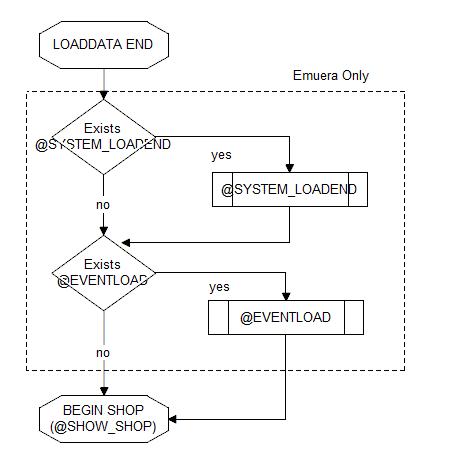 LOADDATA END
Emuera Only
Exists
@SYSTEM_LOADEND
yes
@SYSTEM_LOADEND
no
Exists
@EVENTLOAD
yes
@EVENTLOAD
no
BEGIN SHOP
(@SHOW_SHOP)